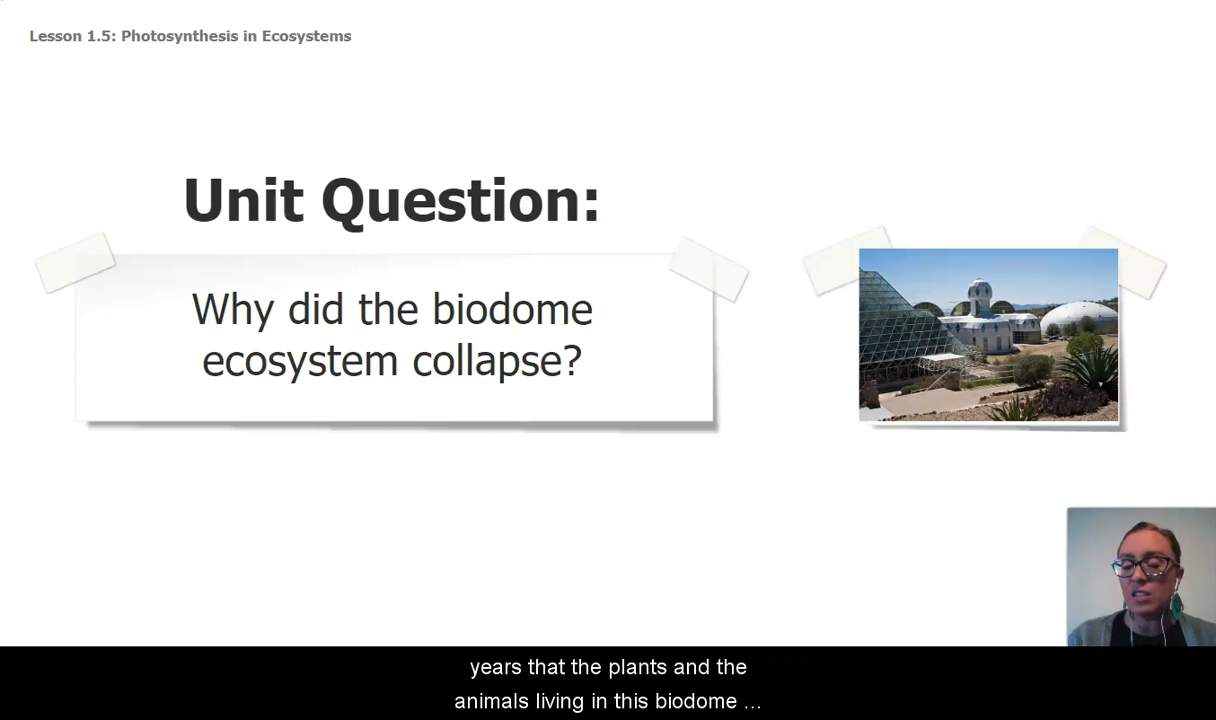 Lesson 1.5: Photosynthesis in Ecosystems
Unit Question:
Why did the biodome
ecosystem collapse?
years that the plants and the
animals living in this biodome ...